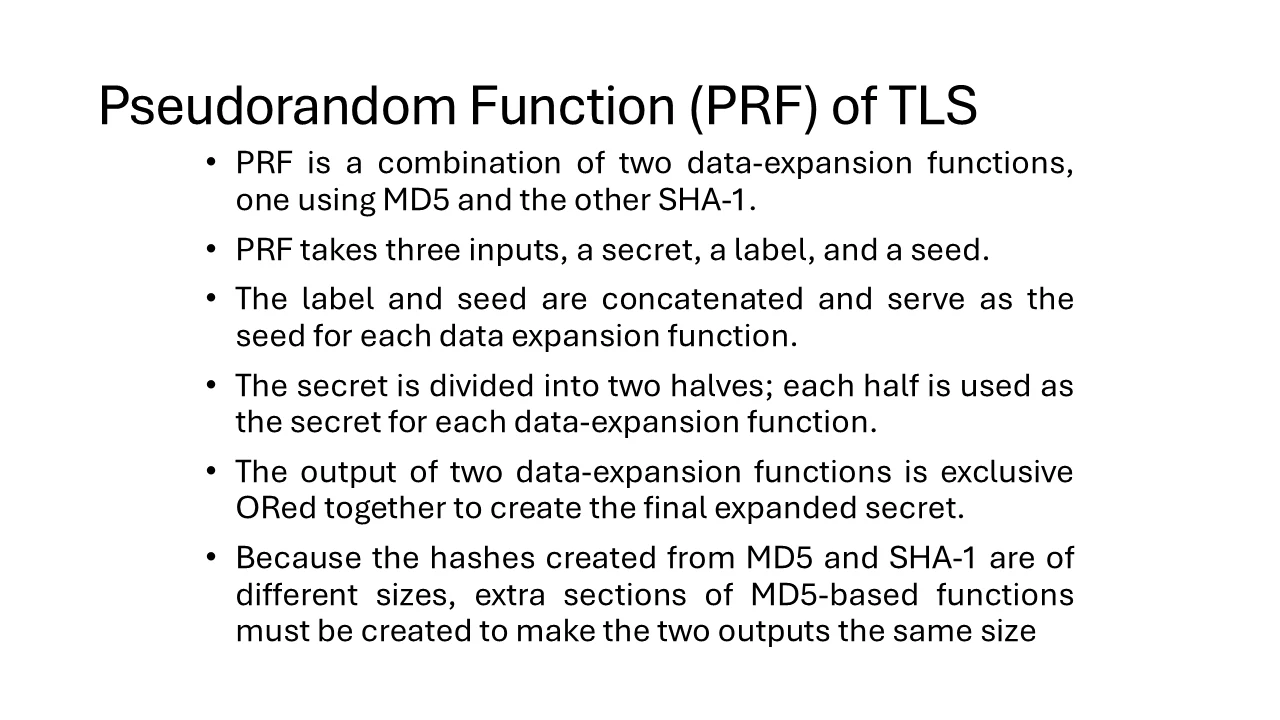 Pseudorandom Function (PRF) of TLS
• PRF is a combination of two data-expansion functions,
one using MD5 and the other SHA-1.
• PRF takes three inputs, a secret, a label, and a seed.
• The label and seed are concatenated and serve as the
seed for each data expansion function.
• The secret is divided into two halves; each half is used as
the secret for each data-expansion function.
• The output of two data-expansion functions is exclusive
ORed together to create the final expanded secret.
• Because the hashes created from MD5 and SHA-1 are of
different sizes, extra sections of MD5-based functions
must be created to make the two outputs the same size